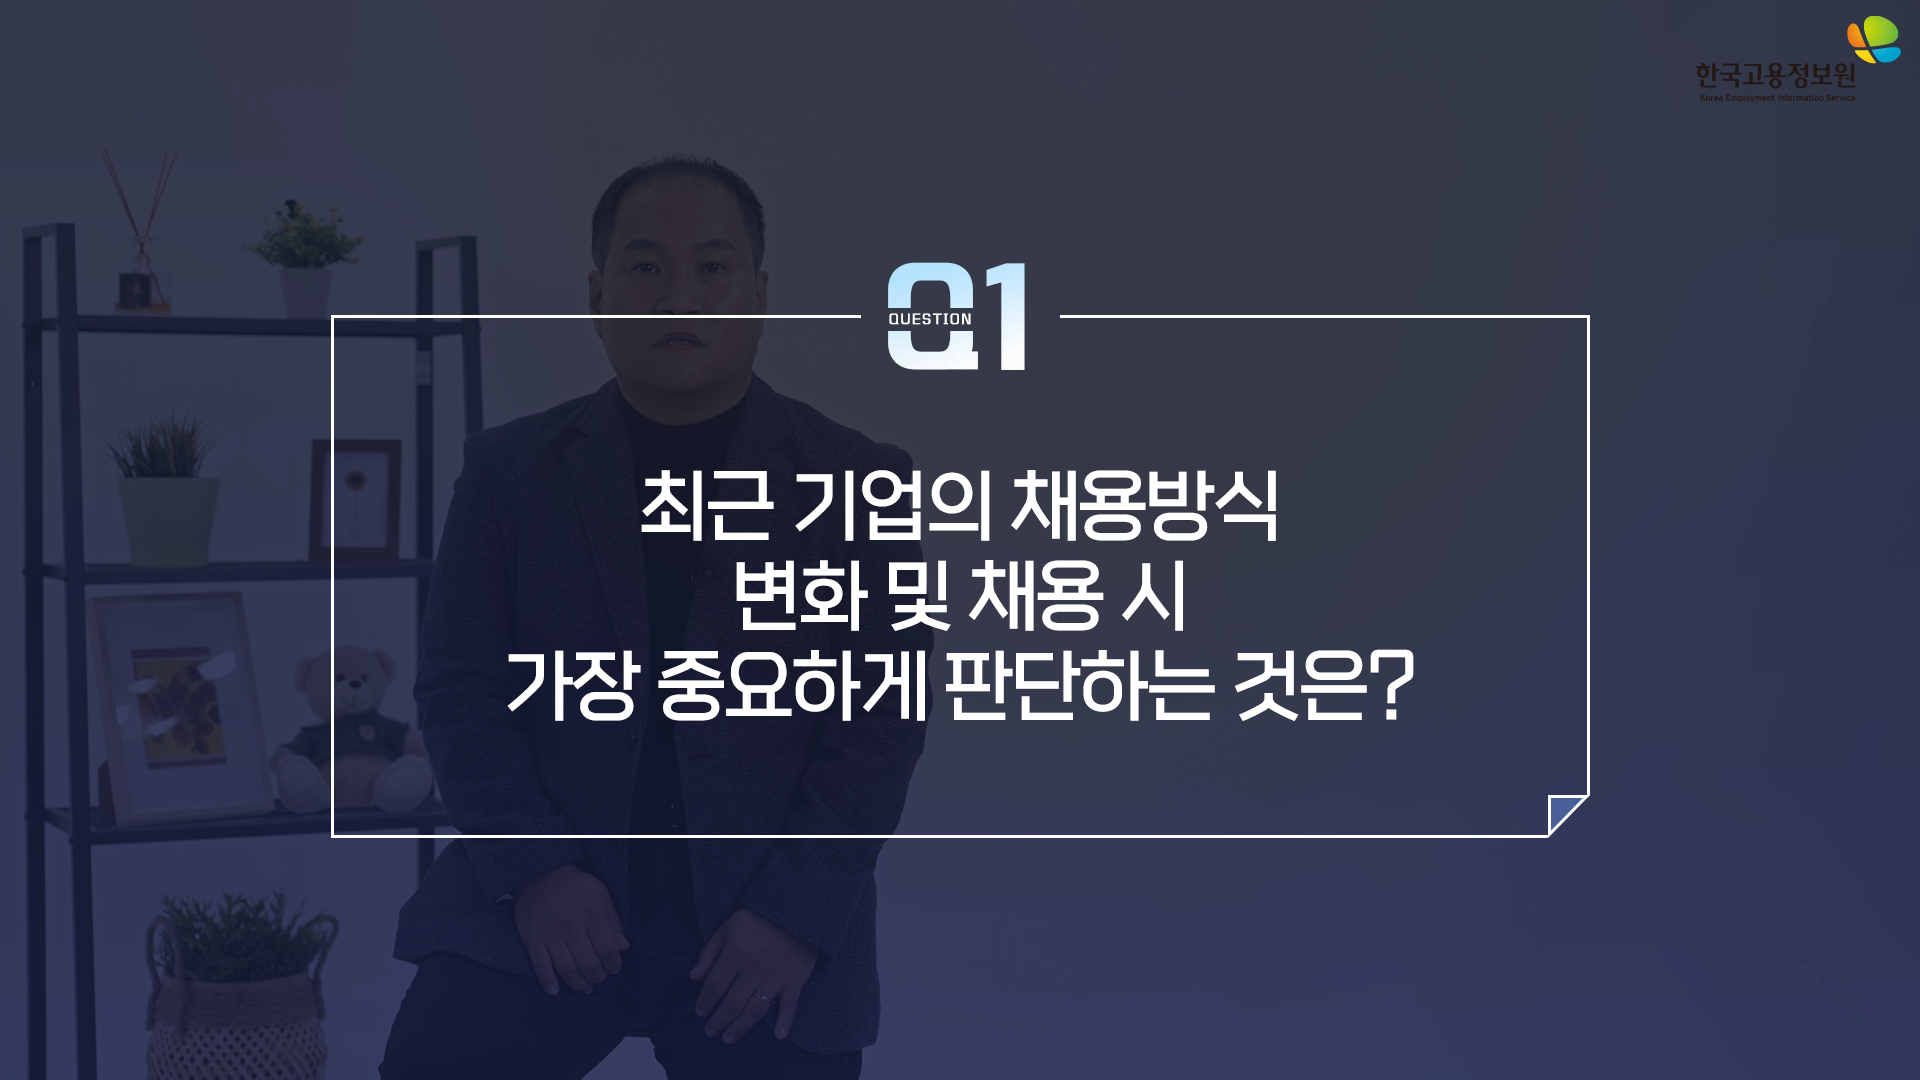 한국고용정보원
Korea Employment Information Service
Q1
QUESTION
최근 기업의 채용방식
변화 및 채용 시
가장 중요하게 판단하는 것은?